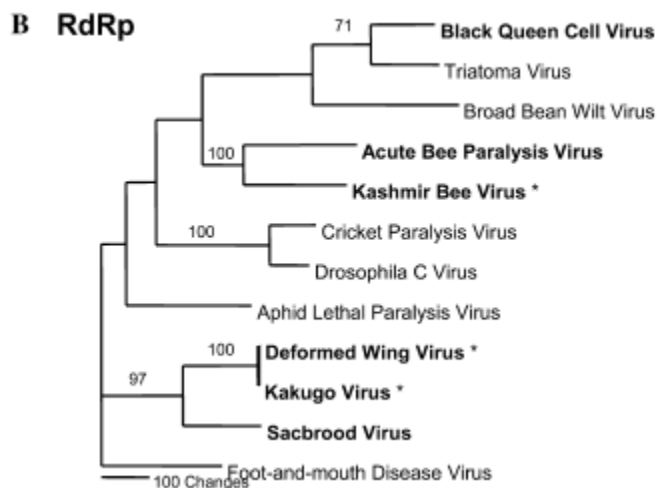 B RdRp
71
Black Queen Cell Virus
Triatoma Virus
Broad Bean Wilt Virus
100
Acute Bee Paralysis Virus
Kashmir Bee Virus *
100
Cricket Paralysis Virus
Drosophila C Virus
Aphid Lethal Paralysis Virus
100
Deformed Wing Virus *
97
Kakugo Virus *
Sacbrood Virus
Foot-and-mouth Disease Virus
100 Changes